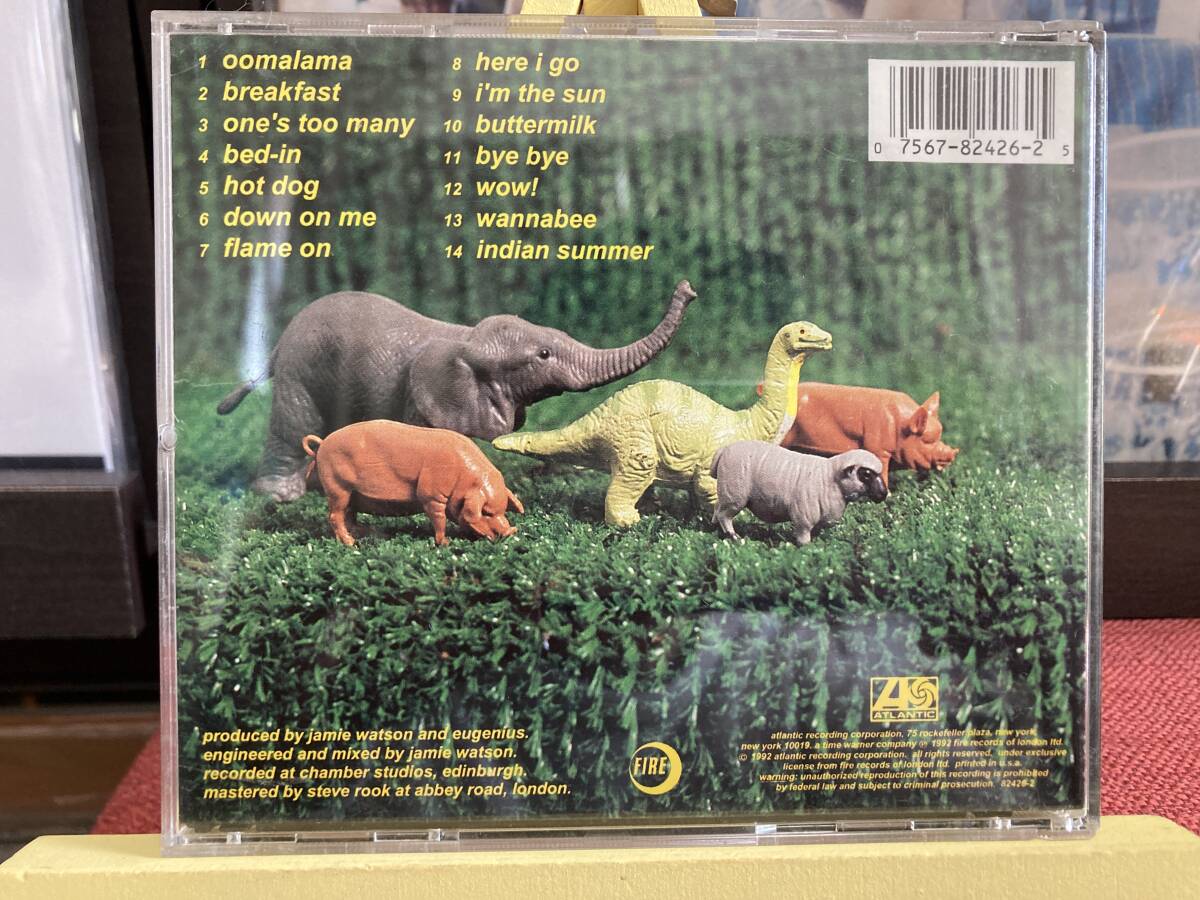 1 oomalama
2 breakfast
3 one's too many
4 bed-in
5 hot dog
6 down on me
7 flame on
8 here i go
9 i'm the sun
10 buttermilk
11 bye bye
12 wow!
13 wannabee
14 indian summer
0 7567-82426-2 5
produced by jamie watson and eugenius.
engineered and mixed by jamie watson.
recorded at chamber studios, edinburgh.
mastered by steve rook at abbey road, london.
FIRE
A
ATLANTIC
atlantic recording corporation, 75 rockefeller plaza, new york,
new york 10019. a time warner company ℗ 1992 fire records of london ltd.
© 1992 atlantic recording corporation. all rights reserved. under exclusive
license from fire records of london ltd. printed in u.s.a.
warning: unauthorized reproduction of this recording is prohibited
by federal law and subject to criminal prosecution. 82426-2